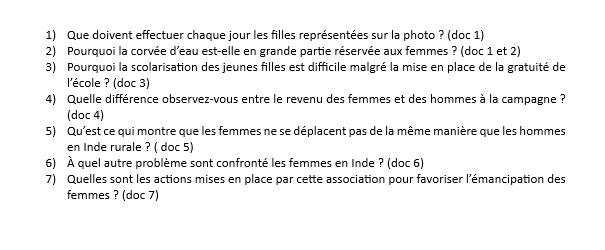 1) Que doivent effectuer chaque jour les filles représentées sur la photo ? (doc 1)
2) Pourquoi la corvée d'eau est-elle en grande partie réservée aux femmes ? (doc 1 et 2)
3) Pourquoi la scolarisation des jeunes filles est difficile malgré la mise en place de la gratuité de
l'école ? (doc 3)
4) Quelle différence observez-vous entre le revenu des femmes et des hommes à la campagne ?
(doc 4)
5) Qu'est ce qui montre que les femmes ne se déplacent pas de la même manière que les hommes
en Inde rurale ? ( doc 5)
6) À quel autre problème sont confronté les femmes en Inde ? (doc 6)
7) Quelles sont les actions mises en place par cette association pour favoriser l'émancipation des
femmes ? (doc 7)